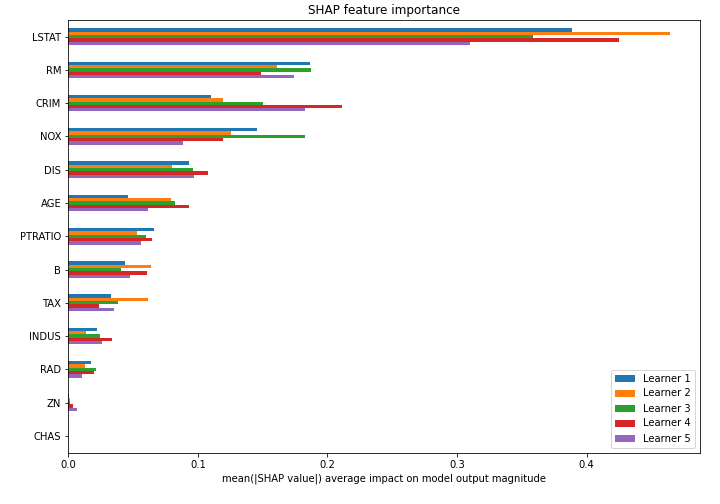 SHAP feature importance
LSTAT
RM
CRIM
NOX
DIS
AGE
PTRATIO
B
TAX
INDUS
RAD
ZN
CHAS
Learner 1
Learner 2
Learner 3
Learner 4
Learner 5
0.0 0.1 0.2 0.3 0.4
mean(|SHAP value|) average impact on model output magnitude